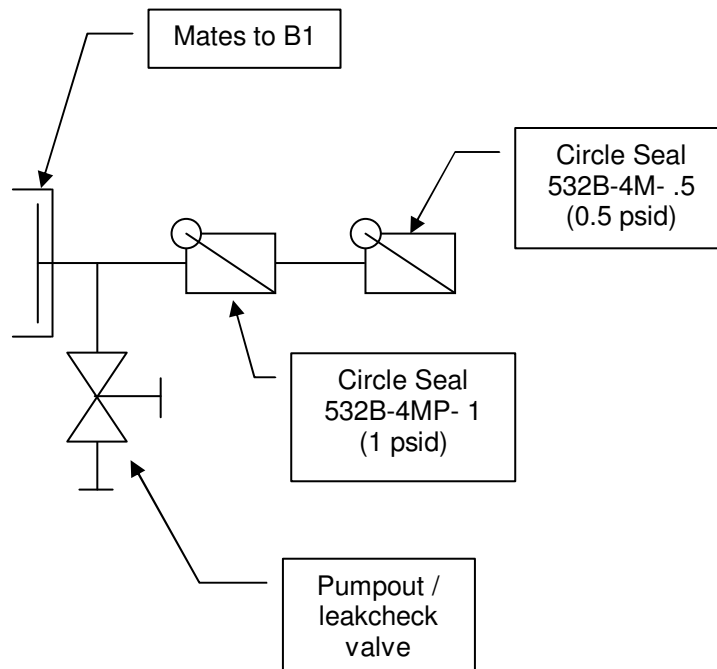 Mates to B1
Circle Seal
532B-4M- .5
(0.5 psid)
Circle Seal
532B-4MP- 1
(1 psid)
Pumpout /
leakcheck
valve